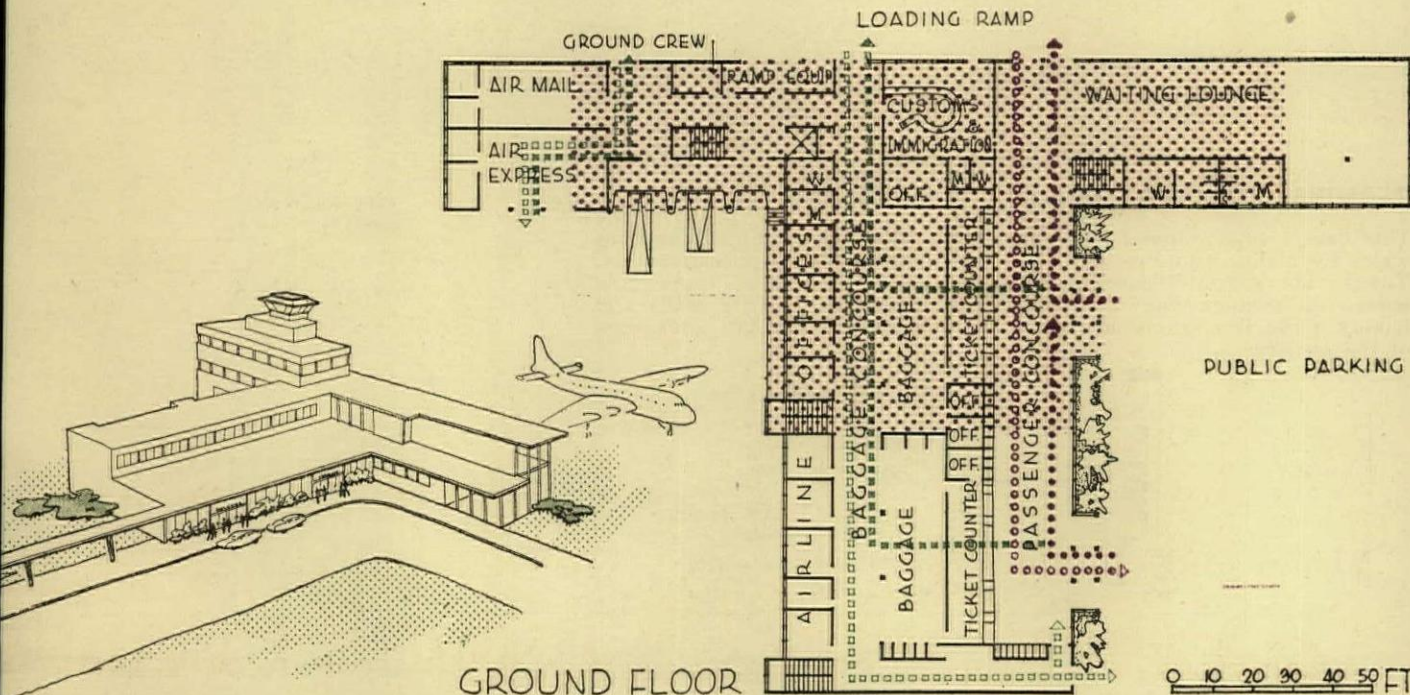 LOADING RAMP
GROUND CREW
AIR MAIL
RAMP EQUIP
CUSTOMS
&
IMMIGRATION
WAITING LOUNGE
AIR
EXPRESS
W
M
OFF.
M W
W
M
AIRLINE OFFICES
BAGGAGE CONCOURSE
BAGGAGE
TICKET COUNTER
PASSENGER CONCOURSE
PUBLIC PARKING
OFF.
OFF.
OFF.
BAGGAGE
TICKET COUNTER
GROUND FLOOR
0 10 20 30 40 50 FT